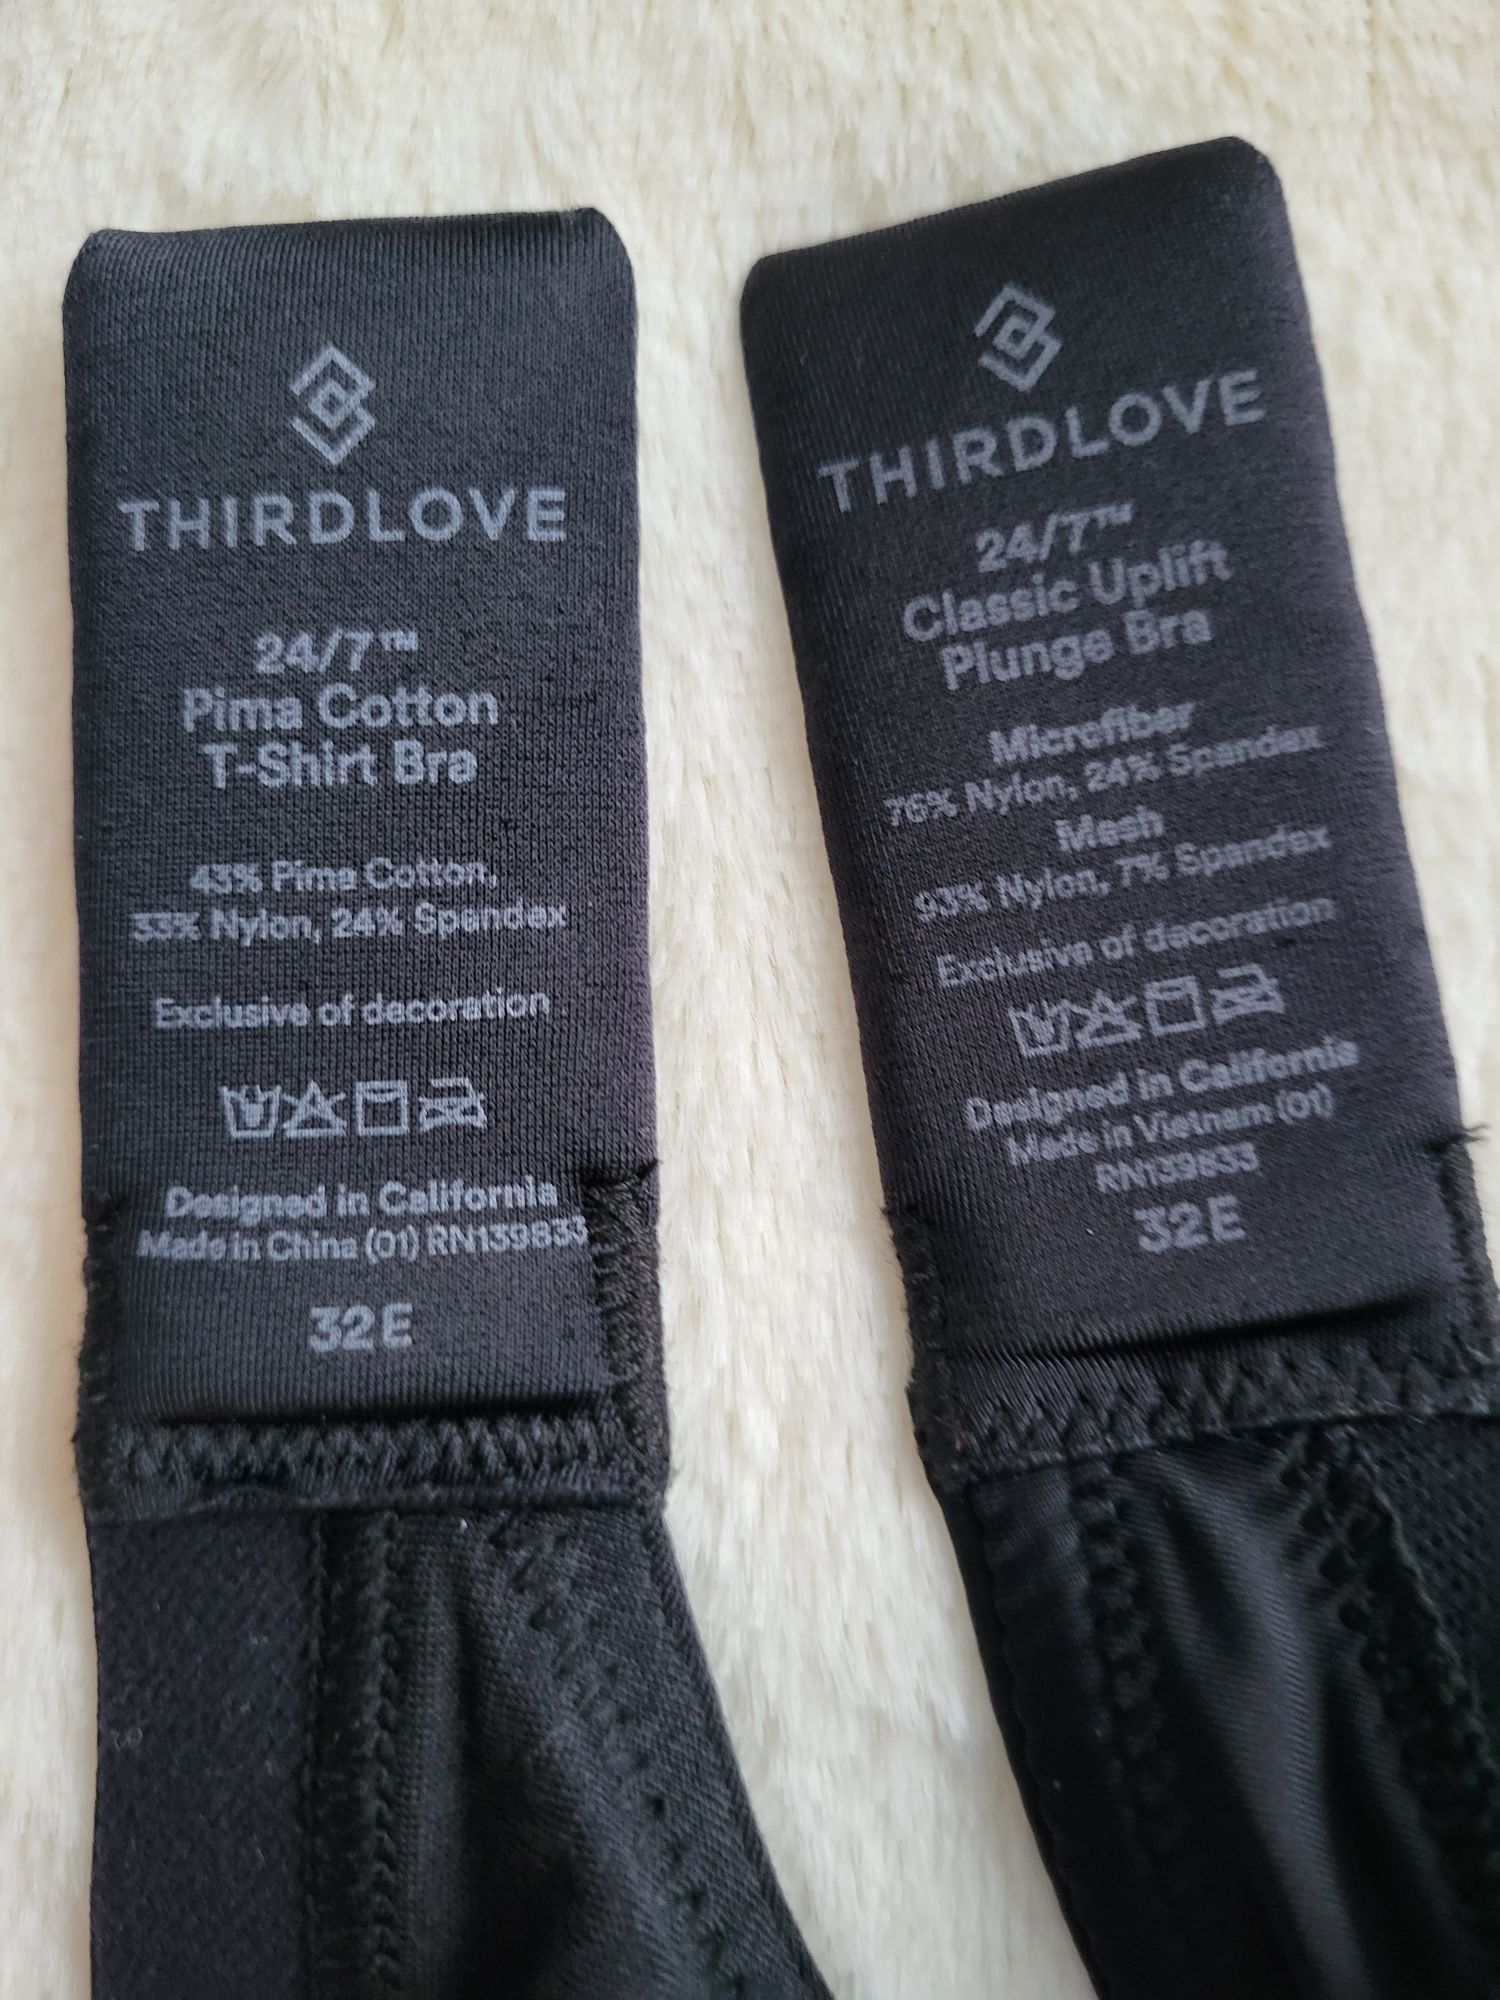 THIRDLOVE
24/7™
Pima Cotton
T-Shirt Bra
43% Pima Cotton,
33% Nylon, 24% Spandex
Exclusive of decoration
Designed in California
Made in China (01) RN139833
32E
THIRDLOVE
24/7™
Classic Uplift
Plunge Bra
Microfiber
76% Nylon, 24% Spandex
Mesh
93% Nylon, 7% Spandex
Exclusive of decoration
Designed in California
Made in Vietnam (01)
RN139833
32E